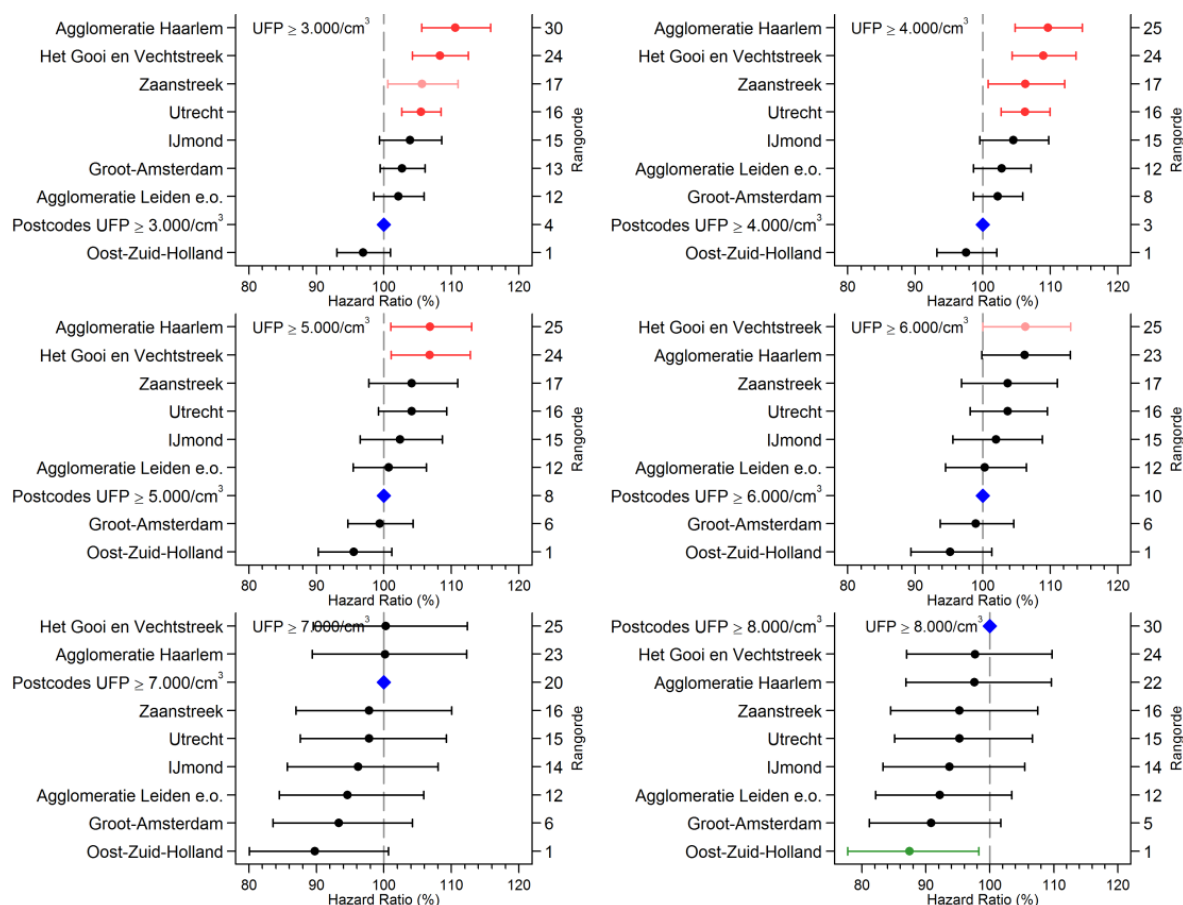 UFP ≥ 3.000/cm³
Agglomeratie Haarlem 30
Het Gooi en Vechtstreek 24
Zaanstreek 17
Utrecht 16
IJmond 15
Groot-Amsterdam 13
Agglomeratie Leiden e.o. 12
Postcodes UFP ≥ 3.000/cm³ 4
Oost-Zuid-Holland 1
Rangorde
80 90 100 110 120
Hazard Ratio (%)
UFP ≥ 4.000/cm³
Agglomeratie Haarlem 25
Het Gooi en Vechtstreek 24
Zaanstreek 17
Utrecht 16
IJmond 15
Agglomeratie Leiden e.o. 12
Groot-Amsterdam 8
Postcodes UFP ≥ 4.000/cm³ 3
Oost-Zuid-Holland 1
Rangorde
80 90 100 110 120
Hazard Ratio (%)
UFP ≥ 5.000/cm³
Agglomeratie Haarlem 25
Het Gooi en Vechtstreek 24
Zaanstreek 17
Utrecht 16
IJmond 15
Agglomeratie Leiden e.o. 12
Postcodes UFP ≥ 5.000/cm³ 8
Groot-Amsterdam 6
Oost-Zuid-Holland 1
Rangorde
80 90 100 110 120
Hazard Ratio (%)
UFP ≥ 6.000/cm³
Het Gooi en Vechtstreek 25
Agglomeratie Haarlem 23
Zaanstreek 17
Utrecht 16
IJmond 15
Agglomeratie Leiden e.o. 12
Postcodes UFP ≥ 6.000/cm³ 10
Groot-Amsterdam 6
Oost-Zuid-Holland 1
Rangorde
80 90 100 110 120
Hazard Ratio (%)
UFP ≥ 7.000/cm³
Het Gooi en Vechtstreek 25
Agglomeratie Haarlem 23
Postcodes UFP ≥ 7.000/cm³ 20
Zaanstreek 16
Utrecht 15
IJmond 14
Agglomeratie Leiden e.o. 12
Groot-Amsterdam 6
Oost-Zuid-Holland 1
Rangorde
80 90 100 110 120
Hazard Ratio (%)
UFP ≥ 8.000/cm³
Postcodes UFP ≥ 8.000/cm³ 30
Het Gooi en Vechtstreek 24
Agglomeratie Haarlem 22
Zaanstreek 16
Utrecht 15
IJmond 14
Agglomeratie Leiden e.o. 12
Groot-Amsterdam 5
Oost-Zuid-Holland 1
Rangorde
80 90 100 110 120
Hazard Ratio (%)